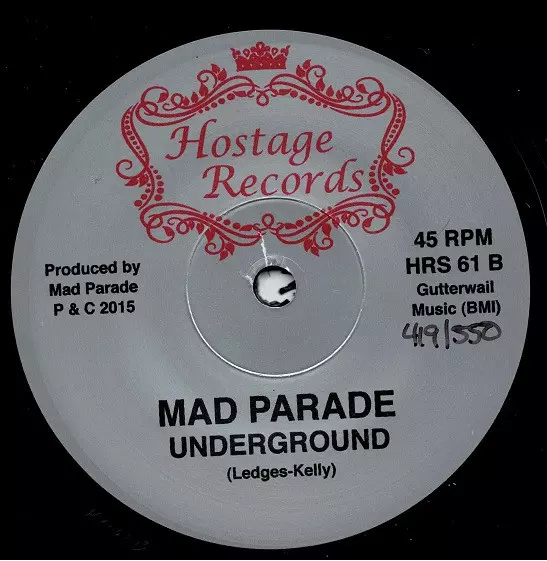 Hostage
Records
Produced by
Mad Parade
P & C 2015
45 RPM
HRS 61 B
Gutterwail
Music (BMI)
419/550
MAD PARADE
UNDERGROUND
(Ledges-Kelly)